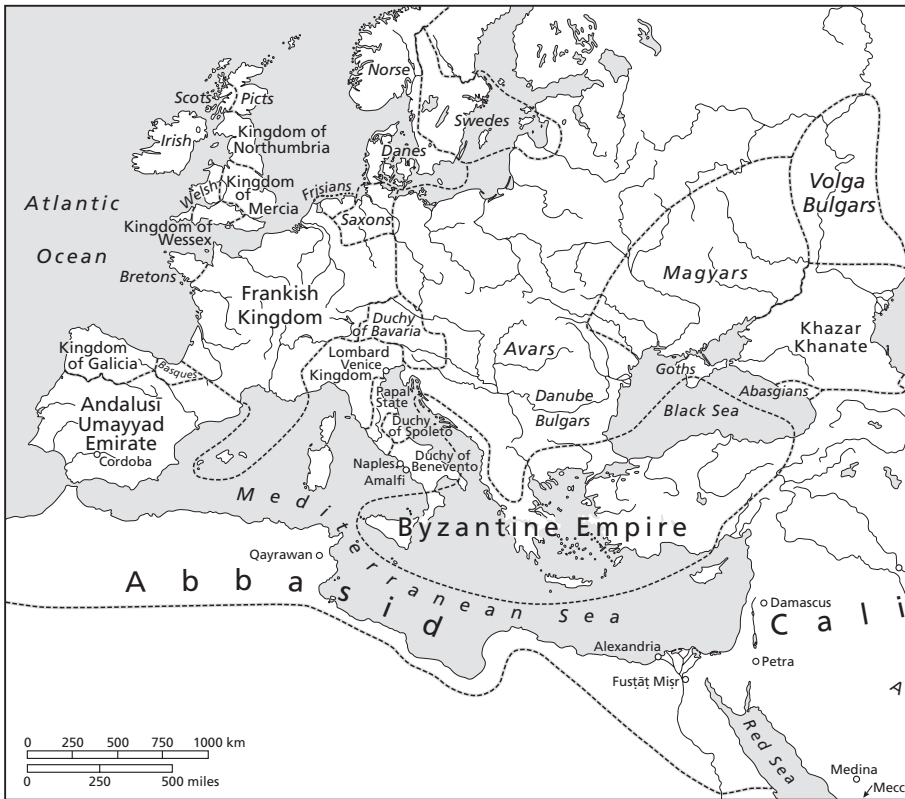 Norse
Scots
Picts
Swedes
Irish
Kingdom of
Northumbria
Danes
Volga
Bulgars
Welsh
Kingdom
of
Mercia
Frisians
Saxons
Atlantic
Ocean
Kingdom of
Wessex
Bretons
Magyars
Frankish
Kingdom
Duchy
of Bavaria
Khazar
Khanate
Kingdom
of Galicia
Basques
Lombard
Venice
Kingdom
Avars
Goths
Papal
State
Danube
Bulgars
Abasgians
Black Sea
Andalusī
Umayyad
Emirate
Cordoba
Duchy
of Spoleto
Duchy of
Benevento
Naples
Amalfi
Mediterranean Sea
Byzantine Empire
Qayrawan
Abbasid Cali
Damascus
Alexandria
Petra
Fusṭāṭ Miṣr
A
Red Sea
Medina
Mecc
0 250 500 750 1000 km
0 250 500 miles